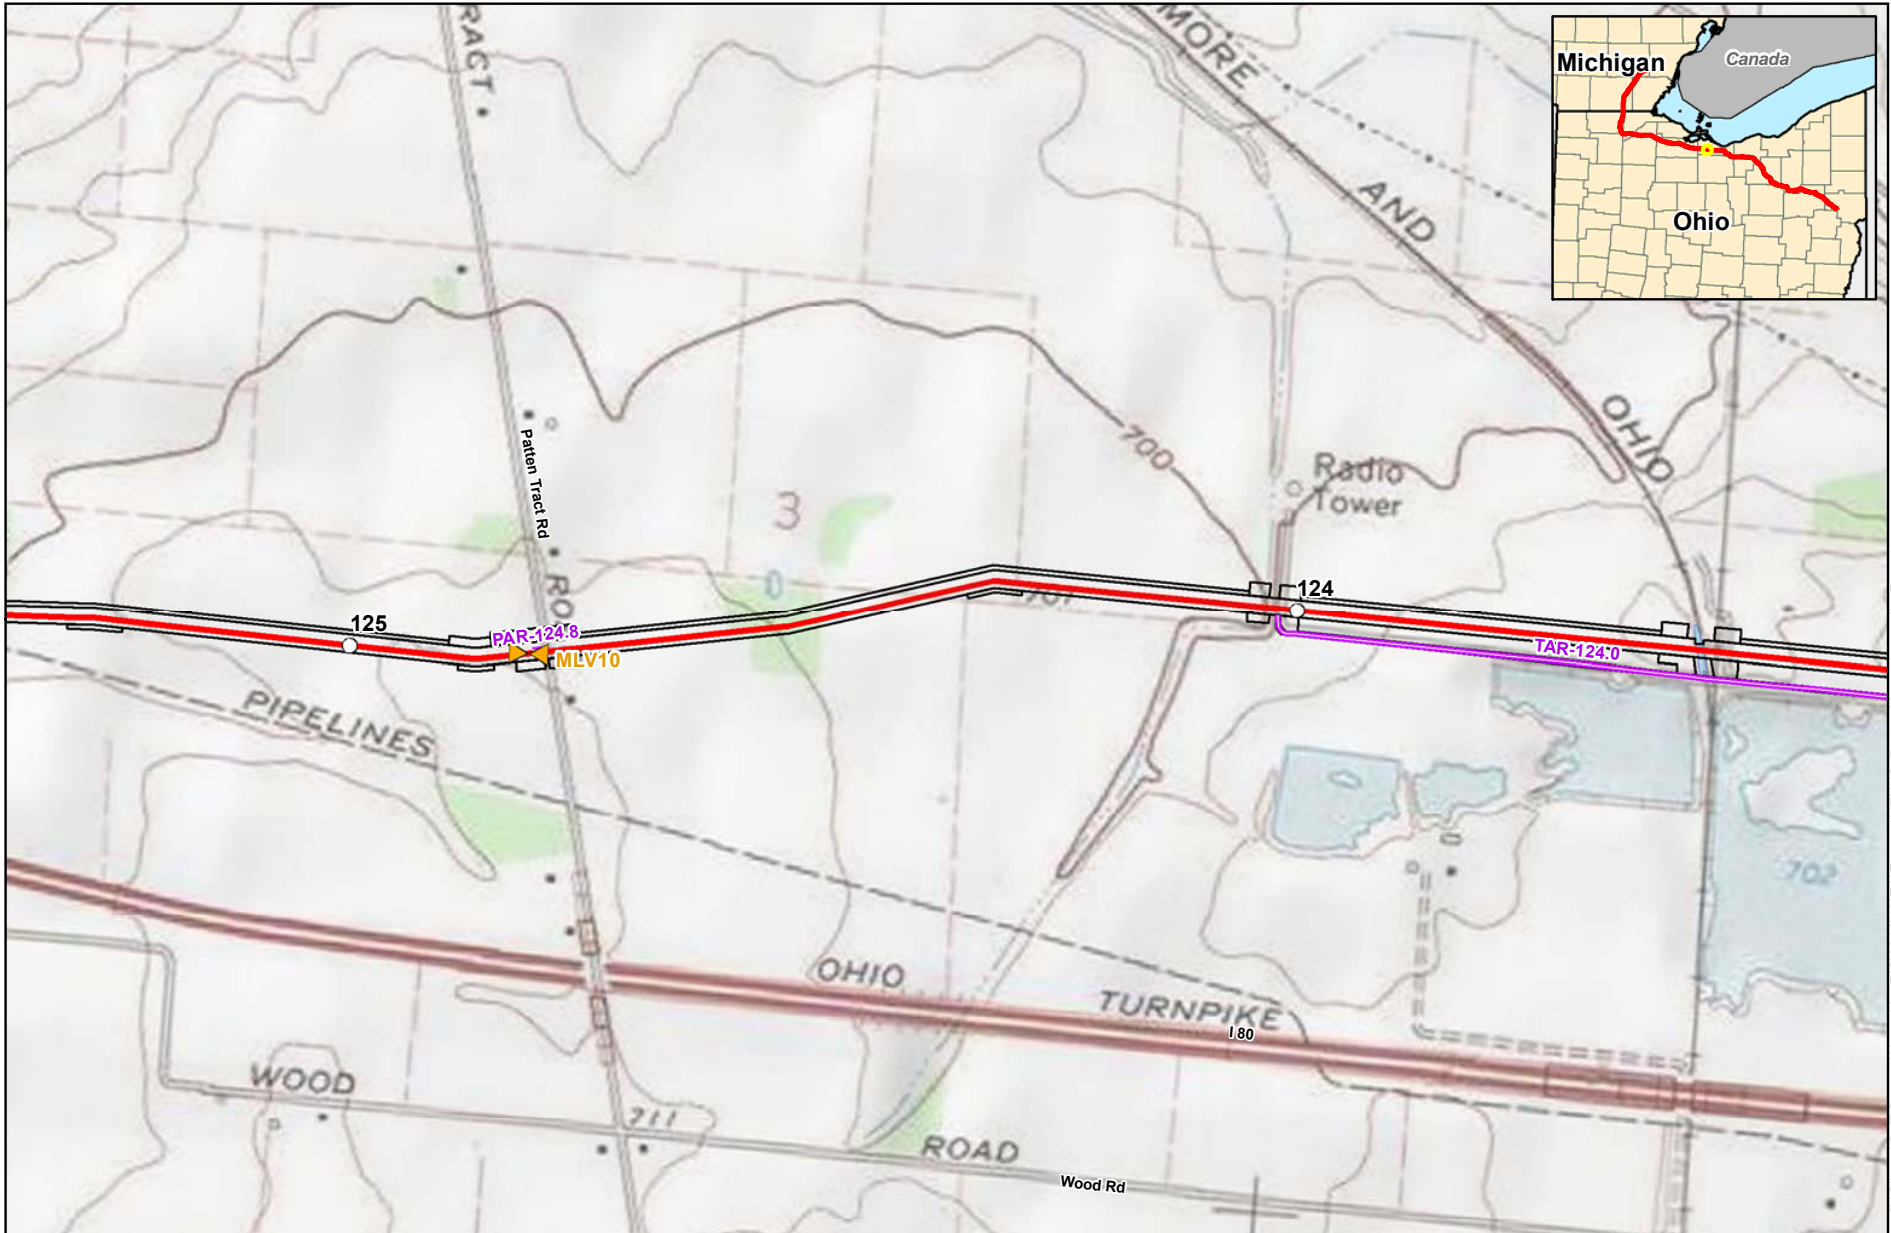 RACT
MORE
AND
OHIO
Michigan
Canada
Ohio
Patten Tract Rd
3
0
700
Radio
Tower
RO
124
125
PAR-124.8
MLV10
TAR-124.0
PIPELINES
702
OHIO
TURNPIKE
I 80
WOOD
711
ROAD
Wood Rd